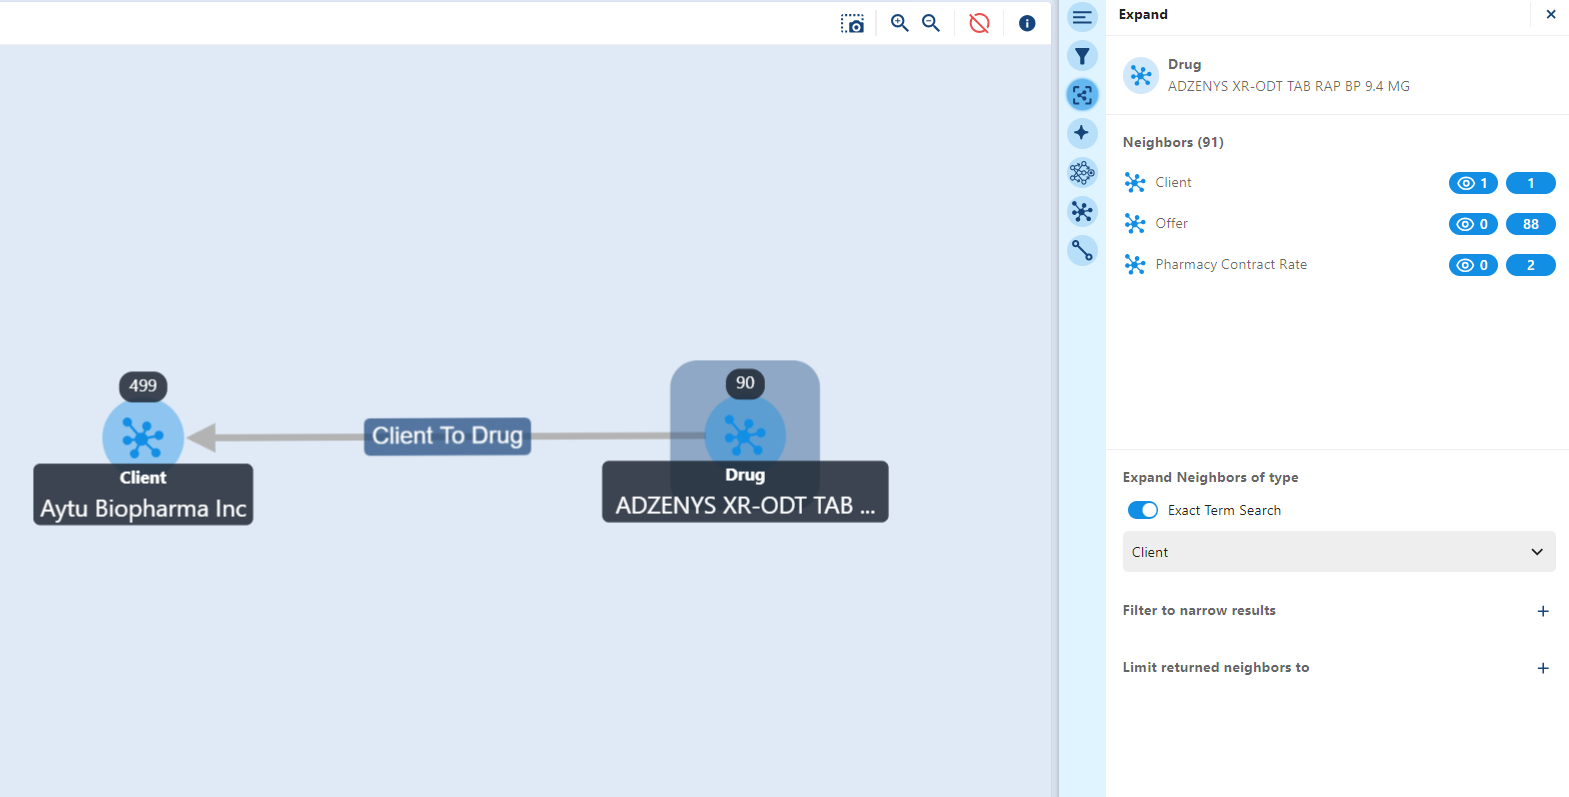 Expand
Drug
ADZENYS XR-ODT TAB RAP BP 9.4 MG
Neighbors (91)
Client 1 1
Offer 0 88
Pharmacy Contract Rate 0 2
499
90
Client To Drug
Client
Aytu Biopharma Inc
Drug
ADZENYS XR-ODT TAB ...
Expand Neighbors of type
Exact Term Search
Client
Filter to narrow results +
Limit returned neighbors to +